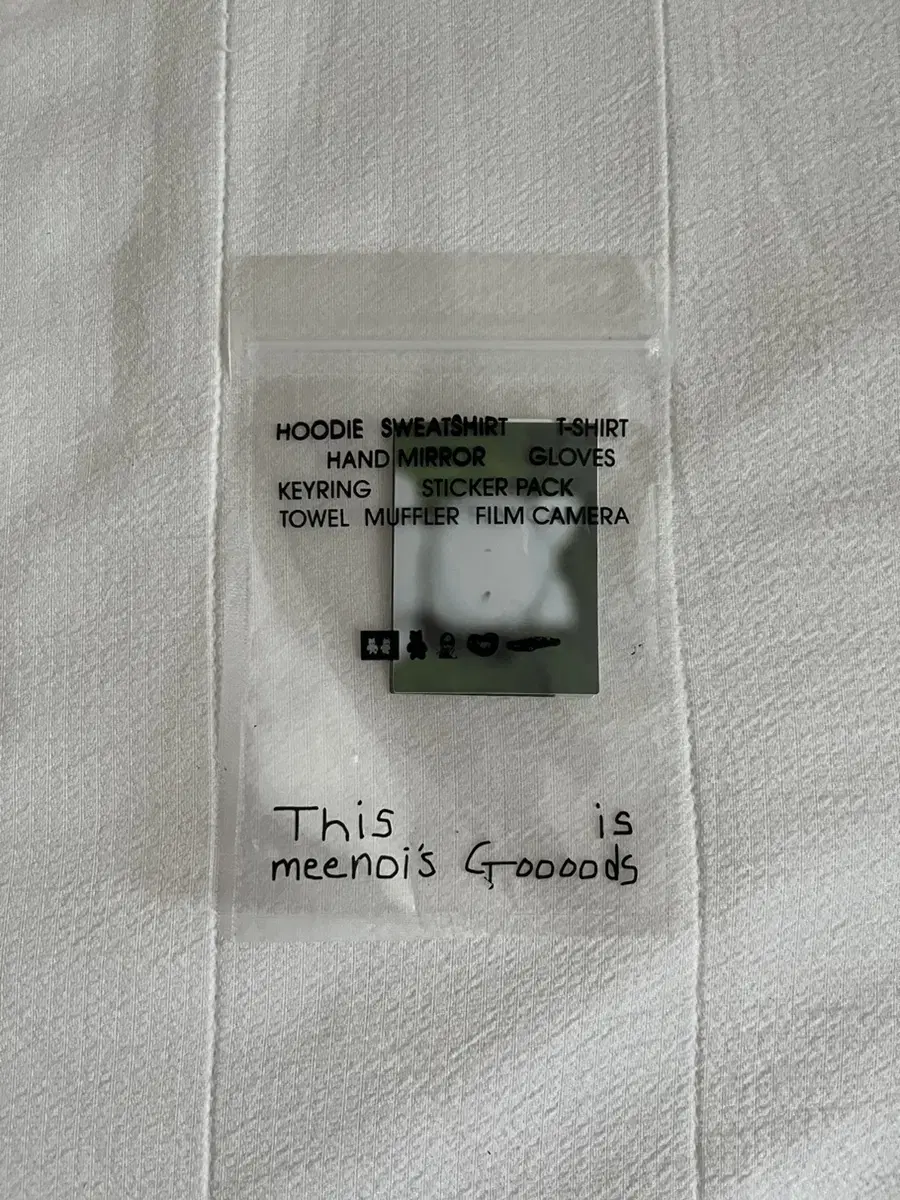 HOODIE SWEATSHIRT T-SHIRT
HAND MIRROR GLOVES
KEYRING STICKER PACK
TOWEL MUFFLER FILM CAMERA
This is
meenoi's Goooods